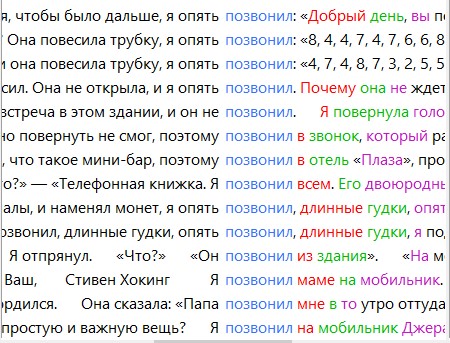 я, чтобы было дальше, я опять позвонил: «Добрый день, вы
? Она повесила трубку, я опять позвонил: «8, 4, 4, 7, 4, 7, 6, 6, 8
и она повесила трубку, я опять позвонил: «4, 7, 4, 8, 7, 3, 2, 5, 5
сил. Она не открыла, и я опять позвонил. Почему она не ждет
встреча в этом здании, и он не позвонил. Я повернула голо
но повернуть не смог, поэтому позвонил в звонок, который ра
, что такое мини-бар, поэтому позвонил в отель «Плаза», про
го?» — «Телефонная книжка. Я позвонил всем. Его двоюроднь
алы, и наменял монет, я опять позвонил, длинные гудки, опят
озвонил, длинные гудки, опять позвонил, длинные гудки, я по
Я отпрянул. «Что?» «Он позвонил из здания». «На м
Ваш, Стивен Хокинг Я позвонил маме на мобильник.
ордился. Она сказала: «Папа позвонил мне в то утро оттуда
простую и важную вещь? Я позвонил на мобильник Джера